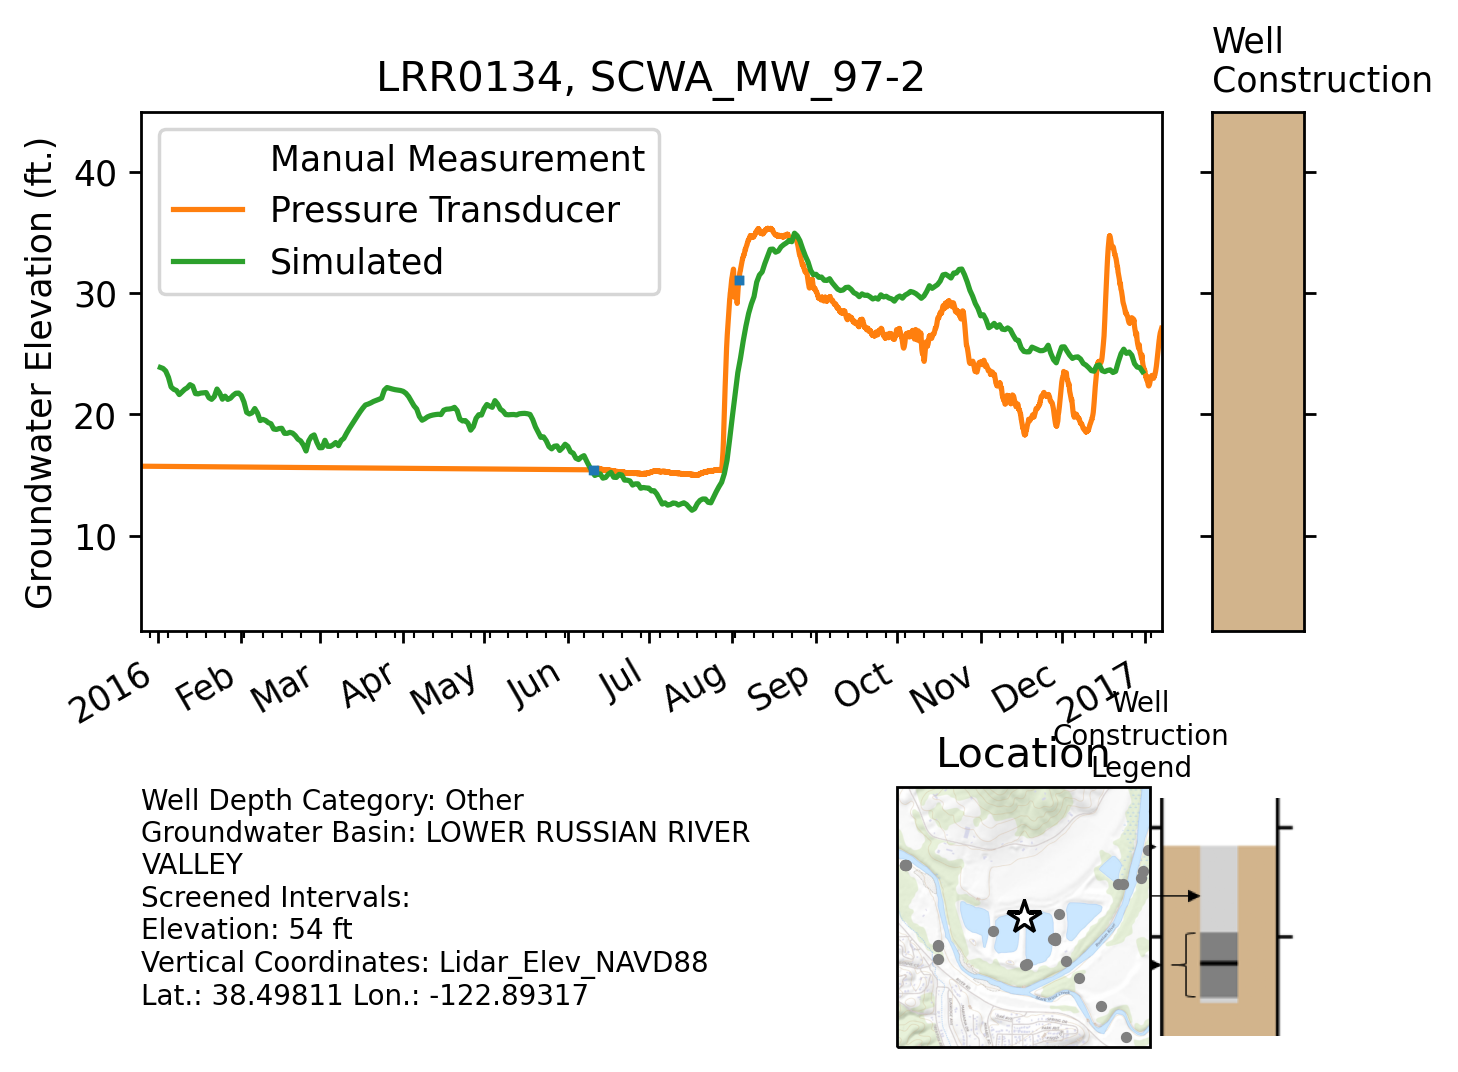 Well
Construction
LRR0134, SCWA_MW_97-2
Manual Measurement
Pressure Transducer
Simulated
Groundwater Elevation (ft.)
40
30
20
10
2016
Feb
Mar
Apr
May
Jun
Jul
Aug
Sep
Oct
Nov
Dec
2017
Well
Construction
Legend
Location
Well Depth Category: Other
Groundwater Basin: LOWER RUSSIAN RIVER
VALLEY
Screened Intervals:
Elevation: 54 ft
Vertical Coordinates: Lidar_Elev_NAVD88
Lat.: 38.49811 Lon.: -122.89317